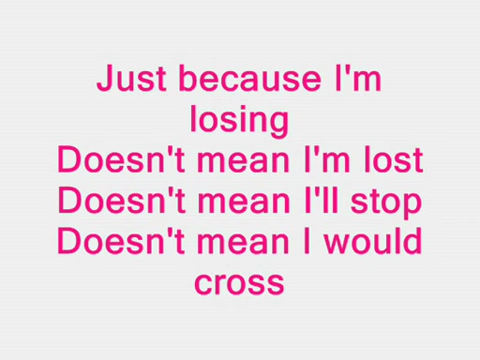 Just because I'm
losing
Doesn't mean I'm lost
Doesn't mean I'll stop
Doesn't mean I would
cross